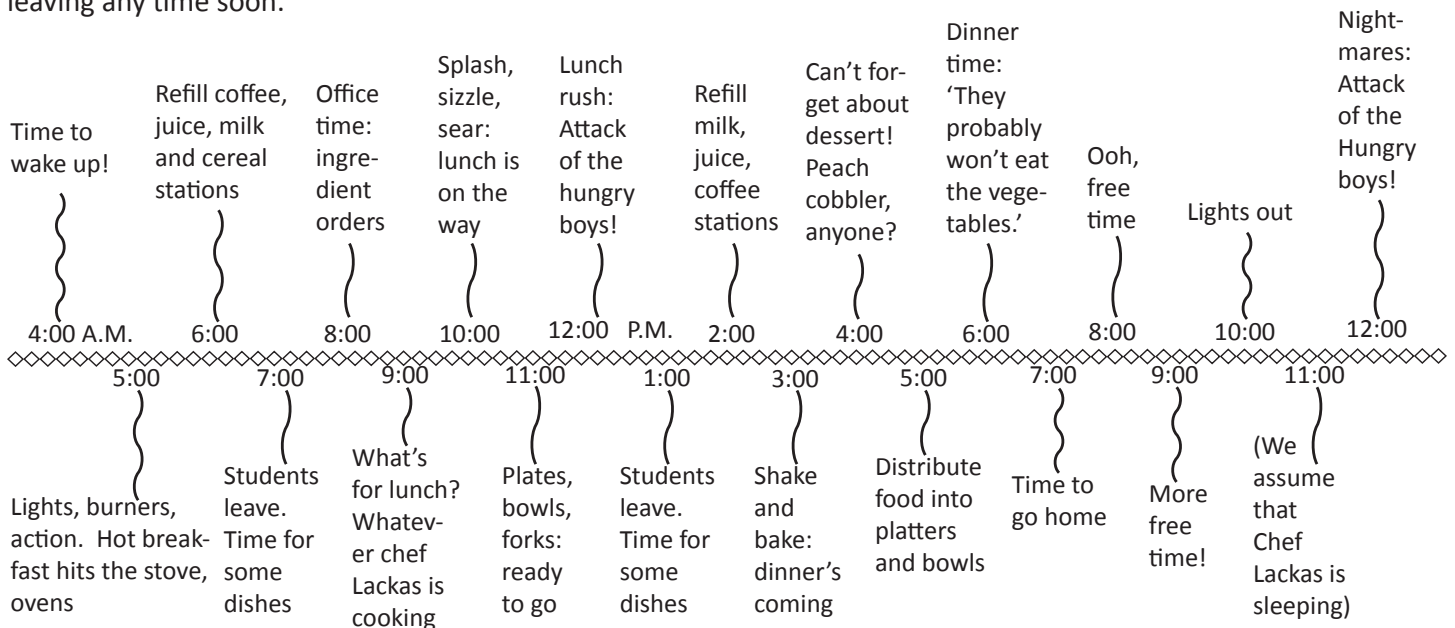 leaving any time soon.
Time to
wake up!
Refill coffee,
juice, milk
and cereal
stations
Office
time:
ingre-
dient
orders
Splash,
sizzle,
sear:
lunch is
on the
way
Lunch
rush:
Attack
of the
hungry
boys!
Refill
milk,
juice,
coffee
stations
Can’t for-
get about
dessert!
Peach
cobbler,
anyone?
Dinner
time:
‘They
probably
won’t eat
the vege-
tables.’
Ooh,
free
time
Lights out
Night-
mares:
Attack
of the
Hungry
boys!
4:00 A.M. 6:00 8:00 10:00 12:00 P.M. 2:00 4:00 6:00 8:00 10:00 12:00
5:00 7:00 9:00 11:00 1:00 3:00 5:00 7:00 9:00 11:00
Lights, burners,
action. Hot break-
fast hits the stove,
ovens
Students
leave.
Time for
some
dishes
What’s
for lunch?
Whatev-
er chef
Lackas is
cooking
Plates,
bowls,
forks:
ready
to go
Students
leave.
Time for
some
dishes
Shake
and
bake:
dinner’s
coming
Distribute
food into
platters
and bowls
Time to
go home
More
free
time!
(We
assume
that
Chef
Lackas is
sleeping)